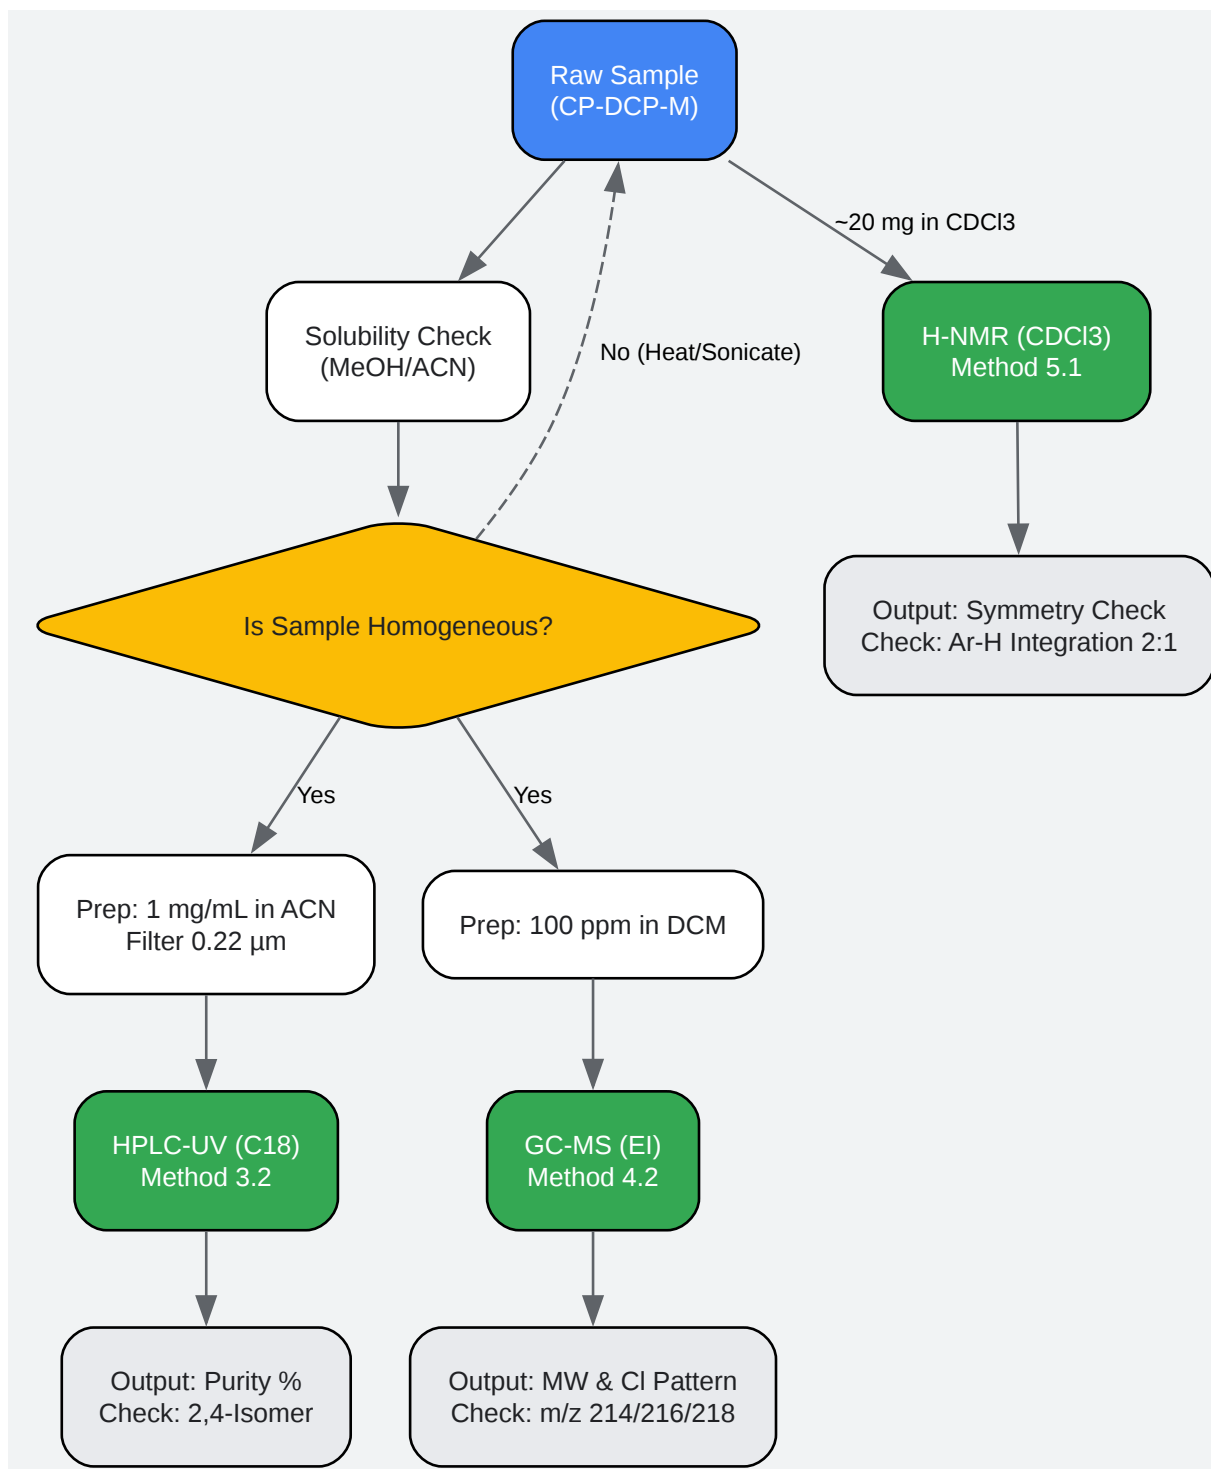 Raw Sample
(CP-DCP-M)
~20 mg in CDCl3
Solubility Check
(MeOH/ACN)
No (Heat/Sonicate)
H-NMR (CDCl3)
Method 5.1
Is Sample Homogeneous?
Output: Symmetry Check
Check: Ar-H Integration 2:1
Yes
Yes
Prep: 1 mg/mL in ACN
Filter 0.22 µm
Prep: 100 ppm in DCM
HPLC-UV (C18)
Method 3.2
GC-MS (EI)
Method 4.2
Output: Purity %
Check: 2,4-Isomer
Output: MW & Cl Pattern
Check: m/z 214/216/218